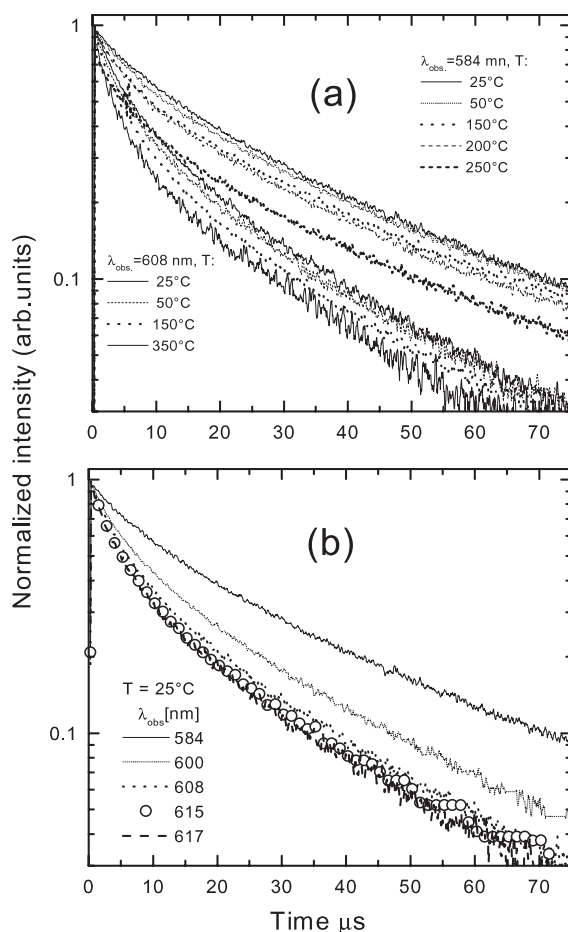 1
(a)
λobs.=584 mn, T:
25°C
50°C
150°C
200°C
250°C
0.1
λobs.=608 nm, T:
25°C
50°C
150°C
350°C
0 10 20 30 40 50 60 70
Normalized intensity (arb.units)
1
(b)
T = 25°C
λobs[nm]
584
600
608
615
617
0.1
0 10 20 30 40 50 60 70
Time μs